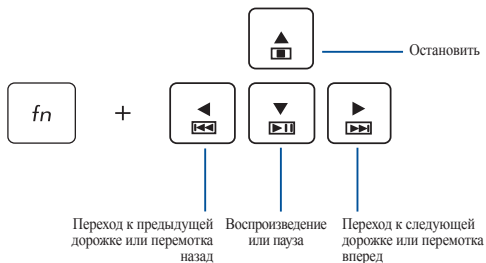 Остановить
fn
+
Переход к предыдущей
дорожке или перемотка
назад
Воспроизведение
или пауза
Переход к следующей
дорожке или перемотка
вперед